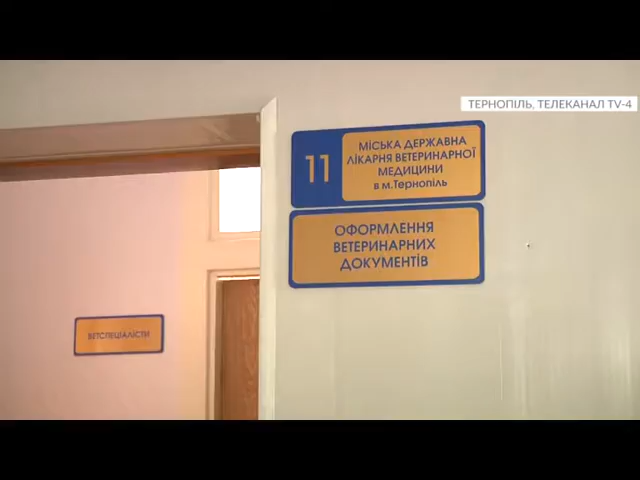 ТЕРНОПІЛЬ, ТЕЛЕКАНАЛ TV-4
11
МІСЬКА ДЕРЖАВНА
ЛІКАРНЯ ВЕТЕРИНАРНОЇ
МЕДИЦИНИ
в м.Тернопіль
ОФОРМЛЕННЯ
ВЕТЕРИНАРНИХ
ДОКУМЕНТІВ
ВЕТСПЕЦІАЛІСТИ